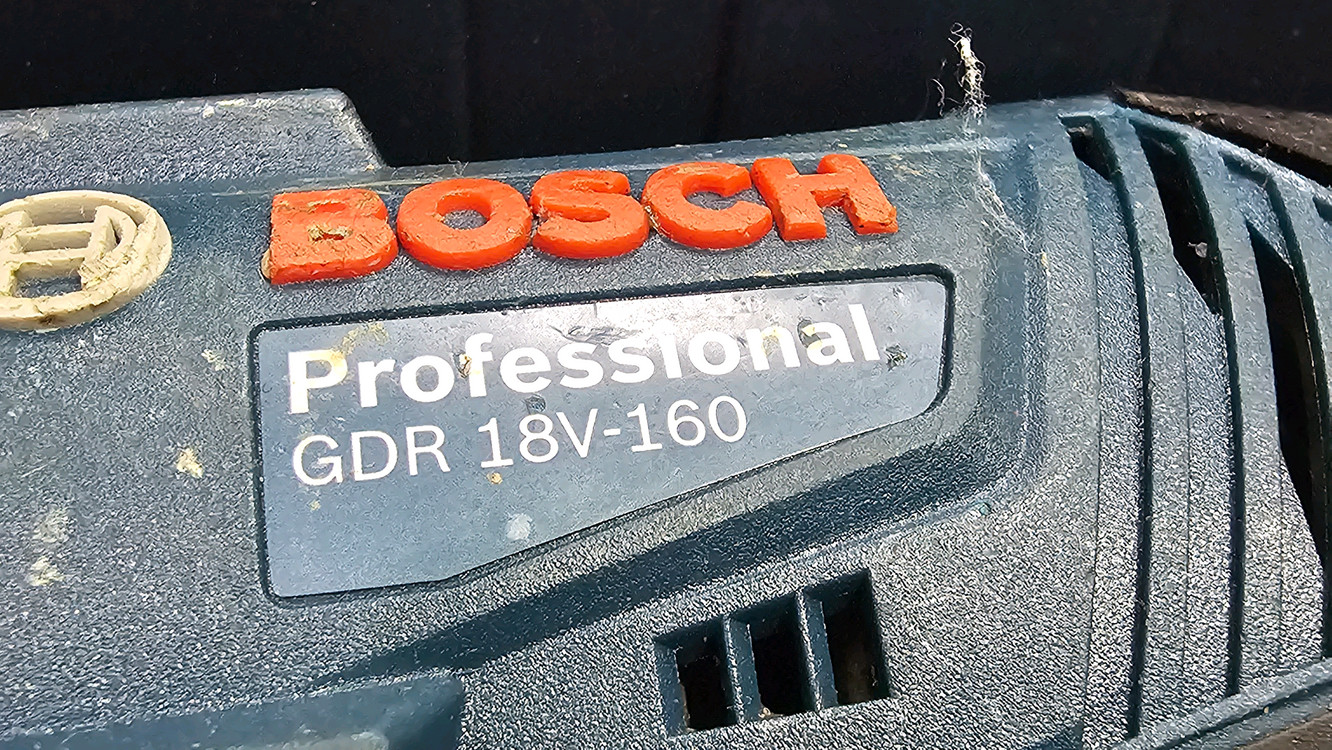 BOSCH
Professional
GDR 18V-160